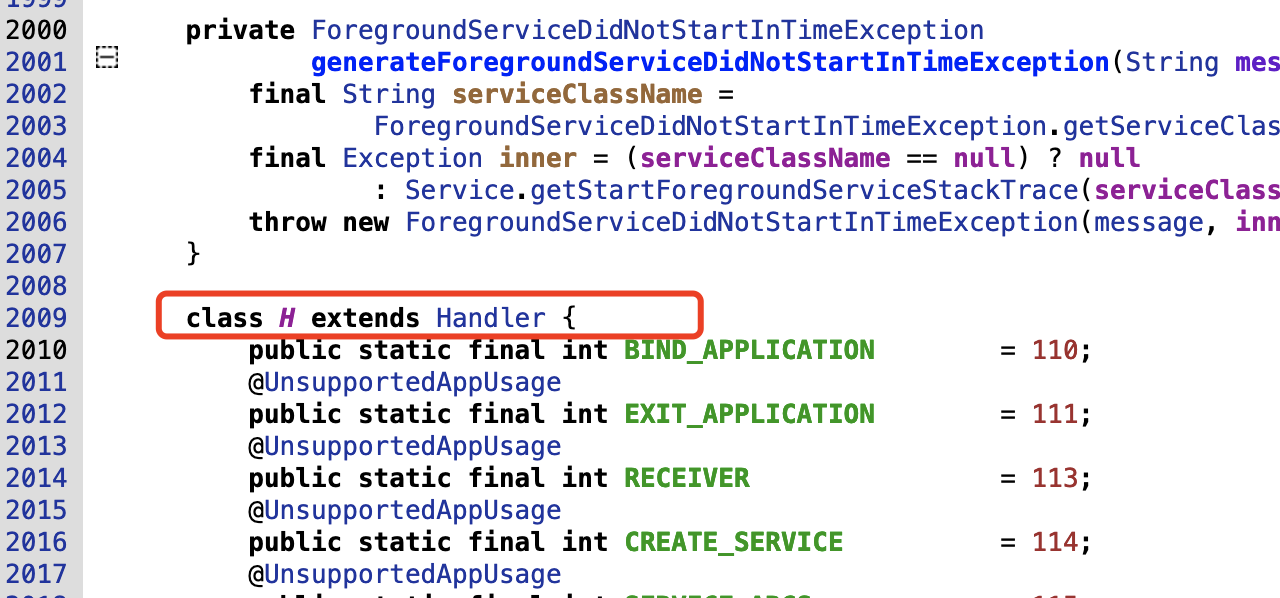 1999
2000 private ForegroundServiceDidNotStartInTimeException
2001 generateForegroundServiceDidNotStartInTimeException(String mes
2002 final String serviceClassName =
2003 ForegroundServiceDidNotStartInTimeException.getServiceClas
2004 final Exception inner = (serviceClassName == null) ? null
2005 : Service.getStartForegroundServiceStackTrace(serviceClass
2006 throw new ForegroundServiceDidNotStartInTimeException(message, inn
2007 }
2008
2009 class H extends Handler {
2010 public static final int BIND_APPLICATION = 110;
2011 @UnsupportedAppUsage
2012 public static final int EXIT_APPLICATION = 111;
2013 @UnsupportedAppUsage
2014 public static final int RECEIVER = 113;
2015 @UnsupportedAppUsage
2016 public static final int CREATE_SERVICE = 114;
2017 @UnsupportedAppUsage